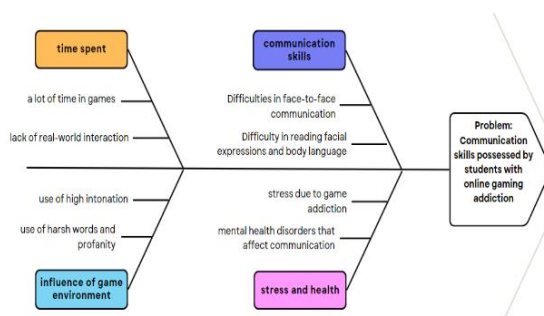 time spent
a lot of time in games
lack of real-world interaction
communication
skills
Difficulties in face-to-face
communication
Difficulty in reading facial
expressions and body language
use of high intonation
use of harsh words and
profanity
influence of game
environment
stress due to game
addiction
mental health disorders that
affect communication
stress and health
Problem:
Communication
skills possessed by
students with
online gaming
addiction